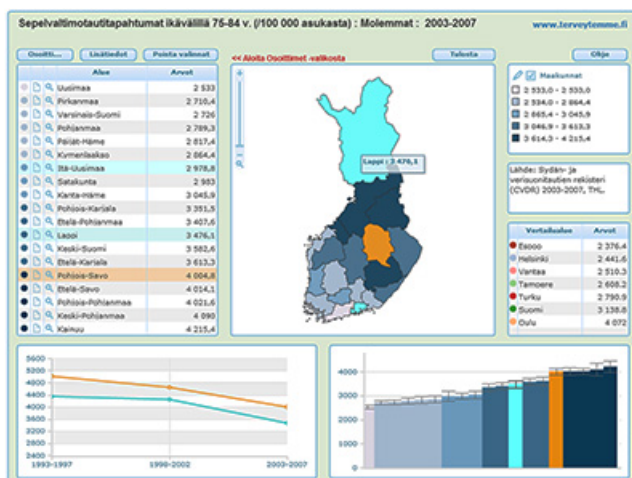 Sepelvaltimotautitapahtumat ikävälillä 75-84 v. (/100 000 asukasta) : Molemmat : 2003-2007
www.terveytemme.fi
Osoitti...
Lisätiedot
Poista valinnat
<< Aloita Osoittimet -valikosta
Tulosta
Ohje
Alue Arvot
Uusimaa 2 533
Pirkanmaa 2 710,4
Varsinais-Suomi 2 726
Pohjanmaa 2 789,3
Päijät-Häme 2 817,4
Kymenlaakso 2 864,4
Itä-Uusimaa 2 978,8
Satakunta 2 983
Kanta-Häme 3 045,9
Pohjois-Karjala 3 351,5
Etelä-Pohjanmaa 3 407,6
Lappi 3 476,1
Keski-Suomi 3 582,6
Etelä-Karjala 3 613,3
Pohjois-Savo 4 004,8
Etelä-Savo 4 014,1
Pohjois-Pohjanmaa 4 021,6
Keski-Pohjanmaa 4 090
Kainuu 4 215,4
Lappi : 3 476,1
Maakunnat
2 533,0 - 2 533,0
2 534,0 - 2 864,4
2 865,4 - 3 045,9
3 046,9 - 3 613,3
3 614,3 - 4 215,4
Lähde: Sydän- ja
verisuonitautien rekisteri
(CVDR) 2003-2007, THL.
Vertailualue Arvot
Espoo 2 376.4
Helsinki 2 441.6
Vantaa 2 510.3
Tampere 2 608.2
Turku 2 790.9
Suomi 3 138.8
Oulu 4 072
5600
5200
4800
4400
4000
3600
3200
2800
2400
1993-1997 1998-2002 2003-2007
4000
3000
2000
1000
0